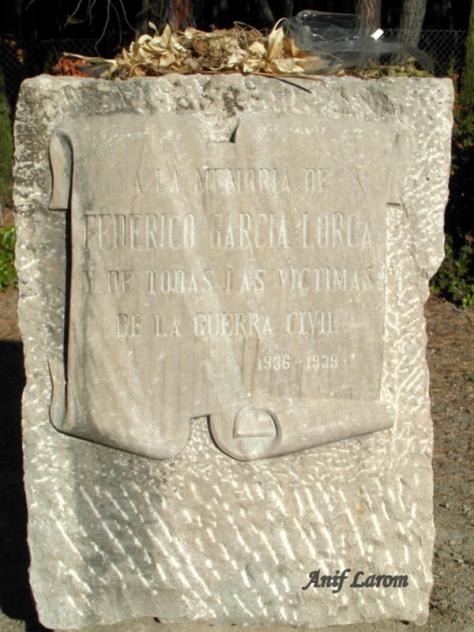 A LA MEMORIA DE
FEDERICO GARCIA LORCA
Y DE TODAS LAS VICTIMAS
DE LA GUERRA CIVIL
1936 - 1939
Anif Larom